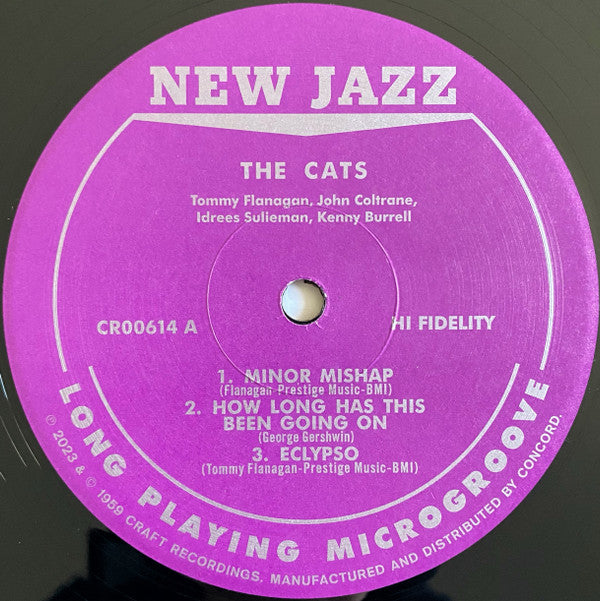 NEW JAZZ
THE CATS
Tommy Flanagan, John Coltrane,
Idrees Sulieman, Kenny Burrell
CR00614 A
HI FIDELITY
1. MINOR MISHAP
(Flanagan-Prestige Music-BMI)
2. HOW LONG HAS THIS
BEEN GOING ON
(George Gershwin)
3. ECLYPSO
(Tommy Flanagan-Prestige Music-BMI)
LONG PLAYING MICROGROOVE
℗ 2023 & © 1959 CRAFT RECORDINGS. MANUFACTURED AND DISTRIBUTED BY CONCORD.